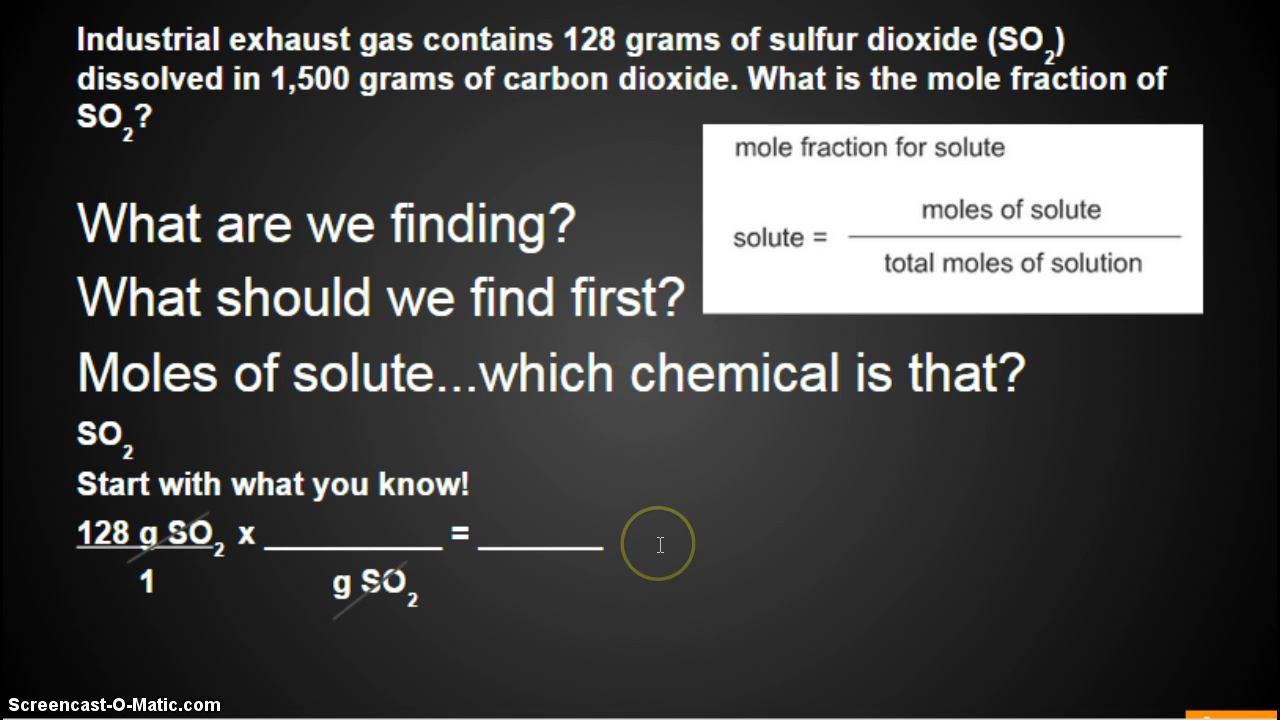 Industrial exhaust gas contains 128 grams of sulfur dioxide (SO₂)
dissolved in 1,500 grams of carbon dioxide. What is the mole fraction of
SO₂?
mole fraction for solute
solute = moles of solute
total moles of solution
What are we finding?
What should we find first?
Moles of solute...which chemical is that?
SO₂
Start with what you know!
128 g SO₂ x __________ = _______
1 g SO₂
Screencast-O-Matic.com